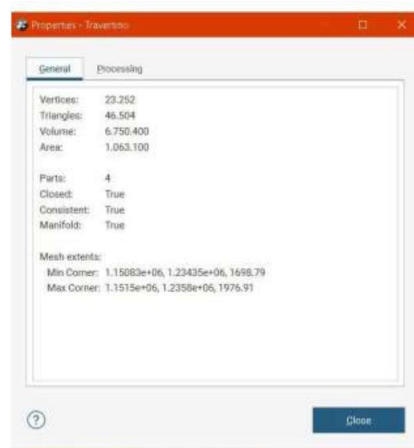 Properties - Travertino
General Processing
Vertices: 23.252
Triangles: 46.504
Volume: 6.750.400
Area: 1.063.100
Parts: 4
Closed: True
Consistent: True
Manifold: True
Mesh extents:
Min Corner: 1.15083e+06, 1.23435e+06, 1698.79
Max Corner: 1.1515e+06, 1.2358e+06, 1976.91
?
Close